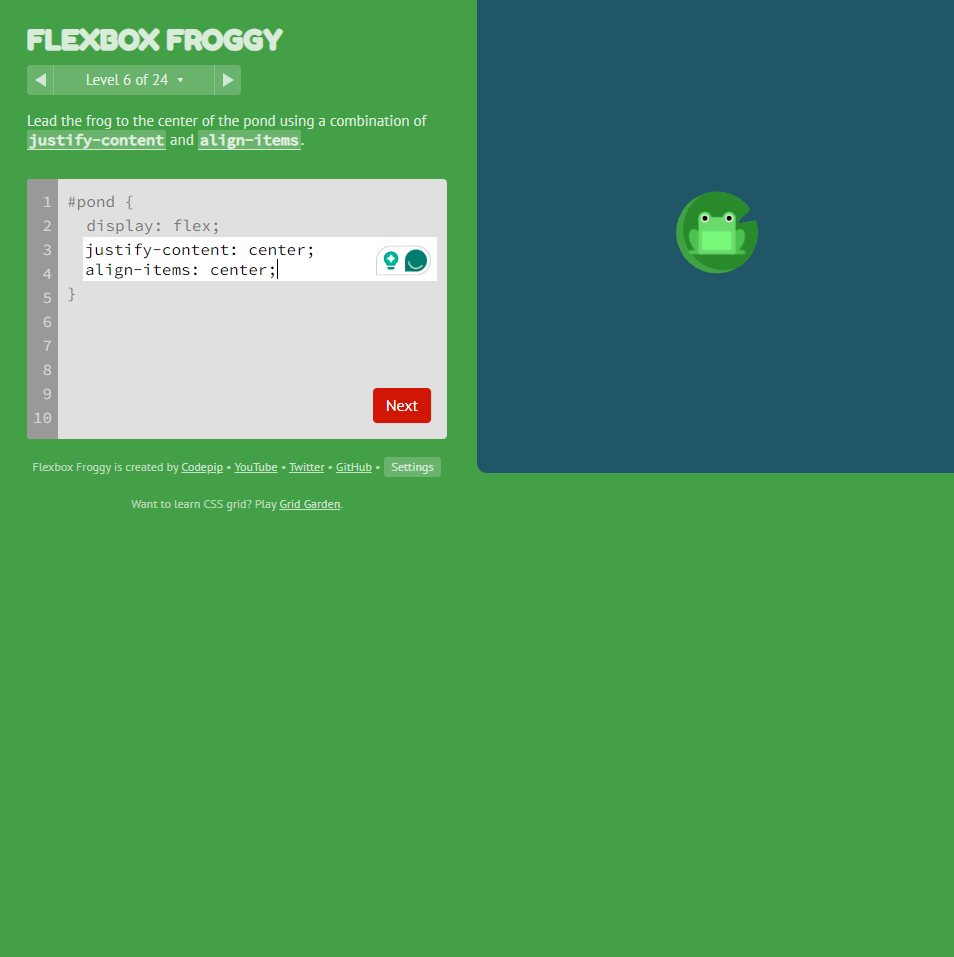 FLEXBOX FROGGY
Level 6 of 24 ▾
Lead the frog to the center of the pond using a combination of
justify-content and align-items.
1 #pond {
2 display: flex;
3 justify-content: center;
4 align-items: center;
5 }
6
7
8
9
10
Next
Flexbox Froggy is created by Codepip • YouTube • Twitter • GitHub • Settings
Want to learn CSS grid? Play Grid Garden.